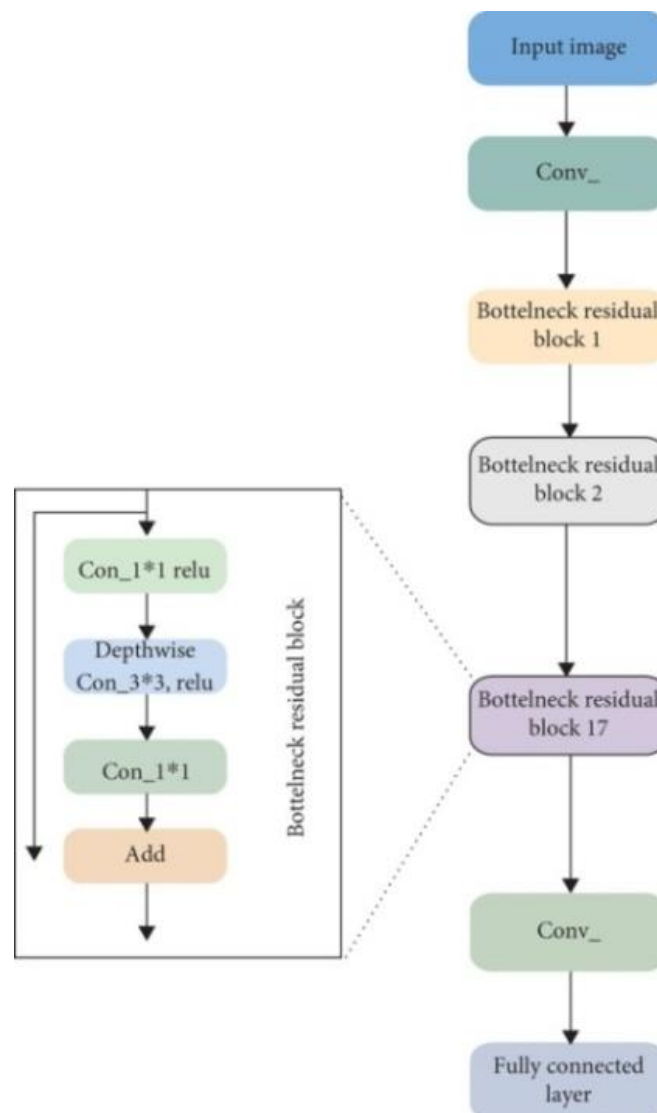 Input image
Conv_
Bottelneck residual
block 1
Bottelneck residual
block 2
Bottelneck residual
block 17
Conv_
Fully connected
layer
Con_1*1 relu
Depthwise
Con_3*3, relu
Con_1*1
Add
Bottelneck residual block